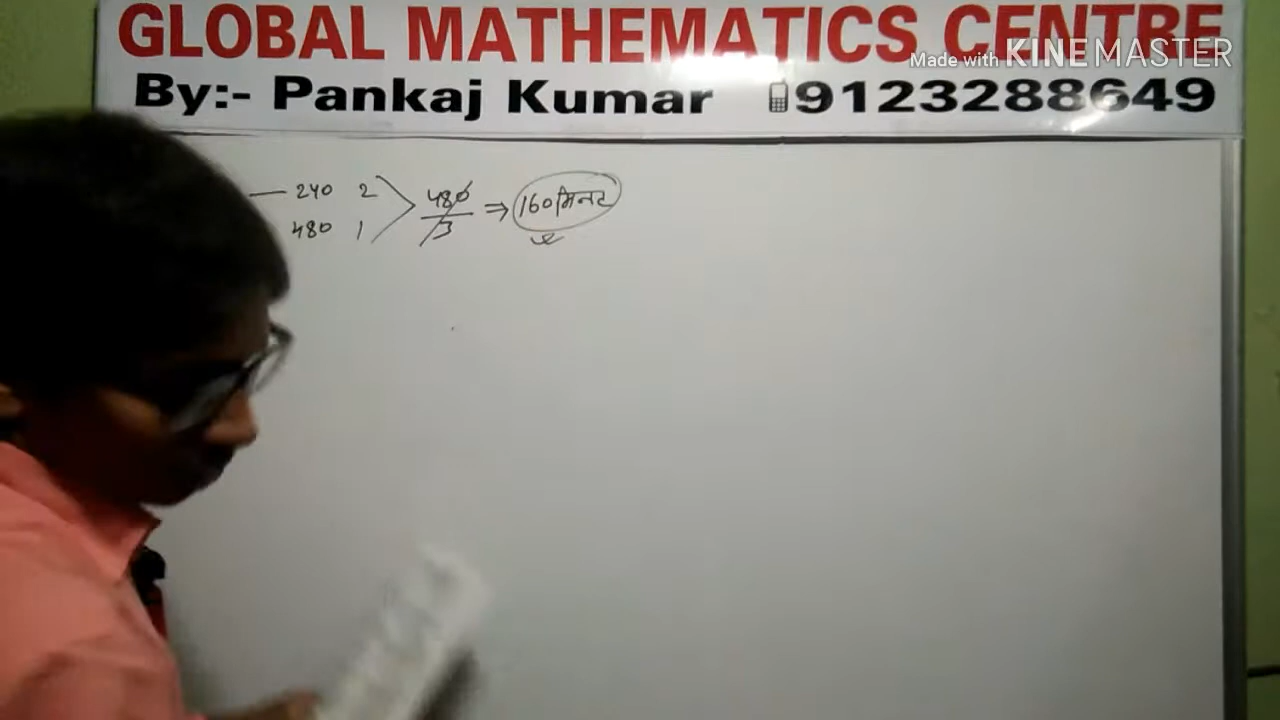 GLOBAL MATHEMATICS CENTRE
Made with KINEMASTER
By:- Pankaj Kumar 9123288649
— 240 2
480 1
480/3 ⇒ 160 मिनट